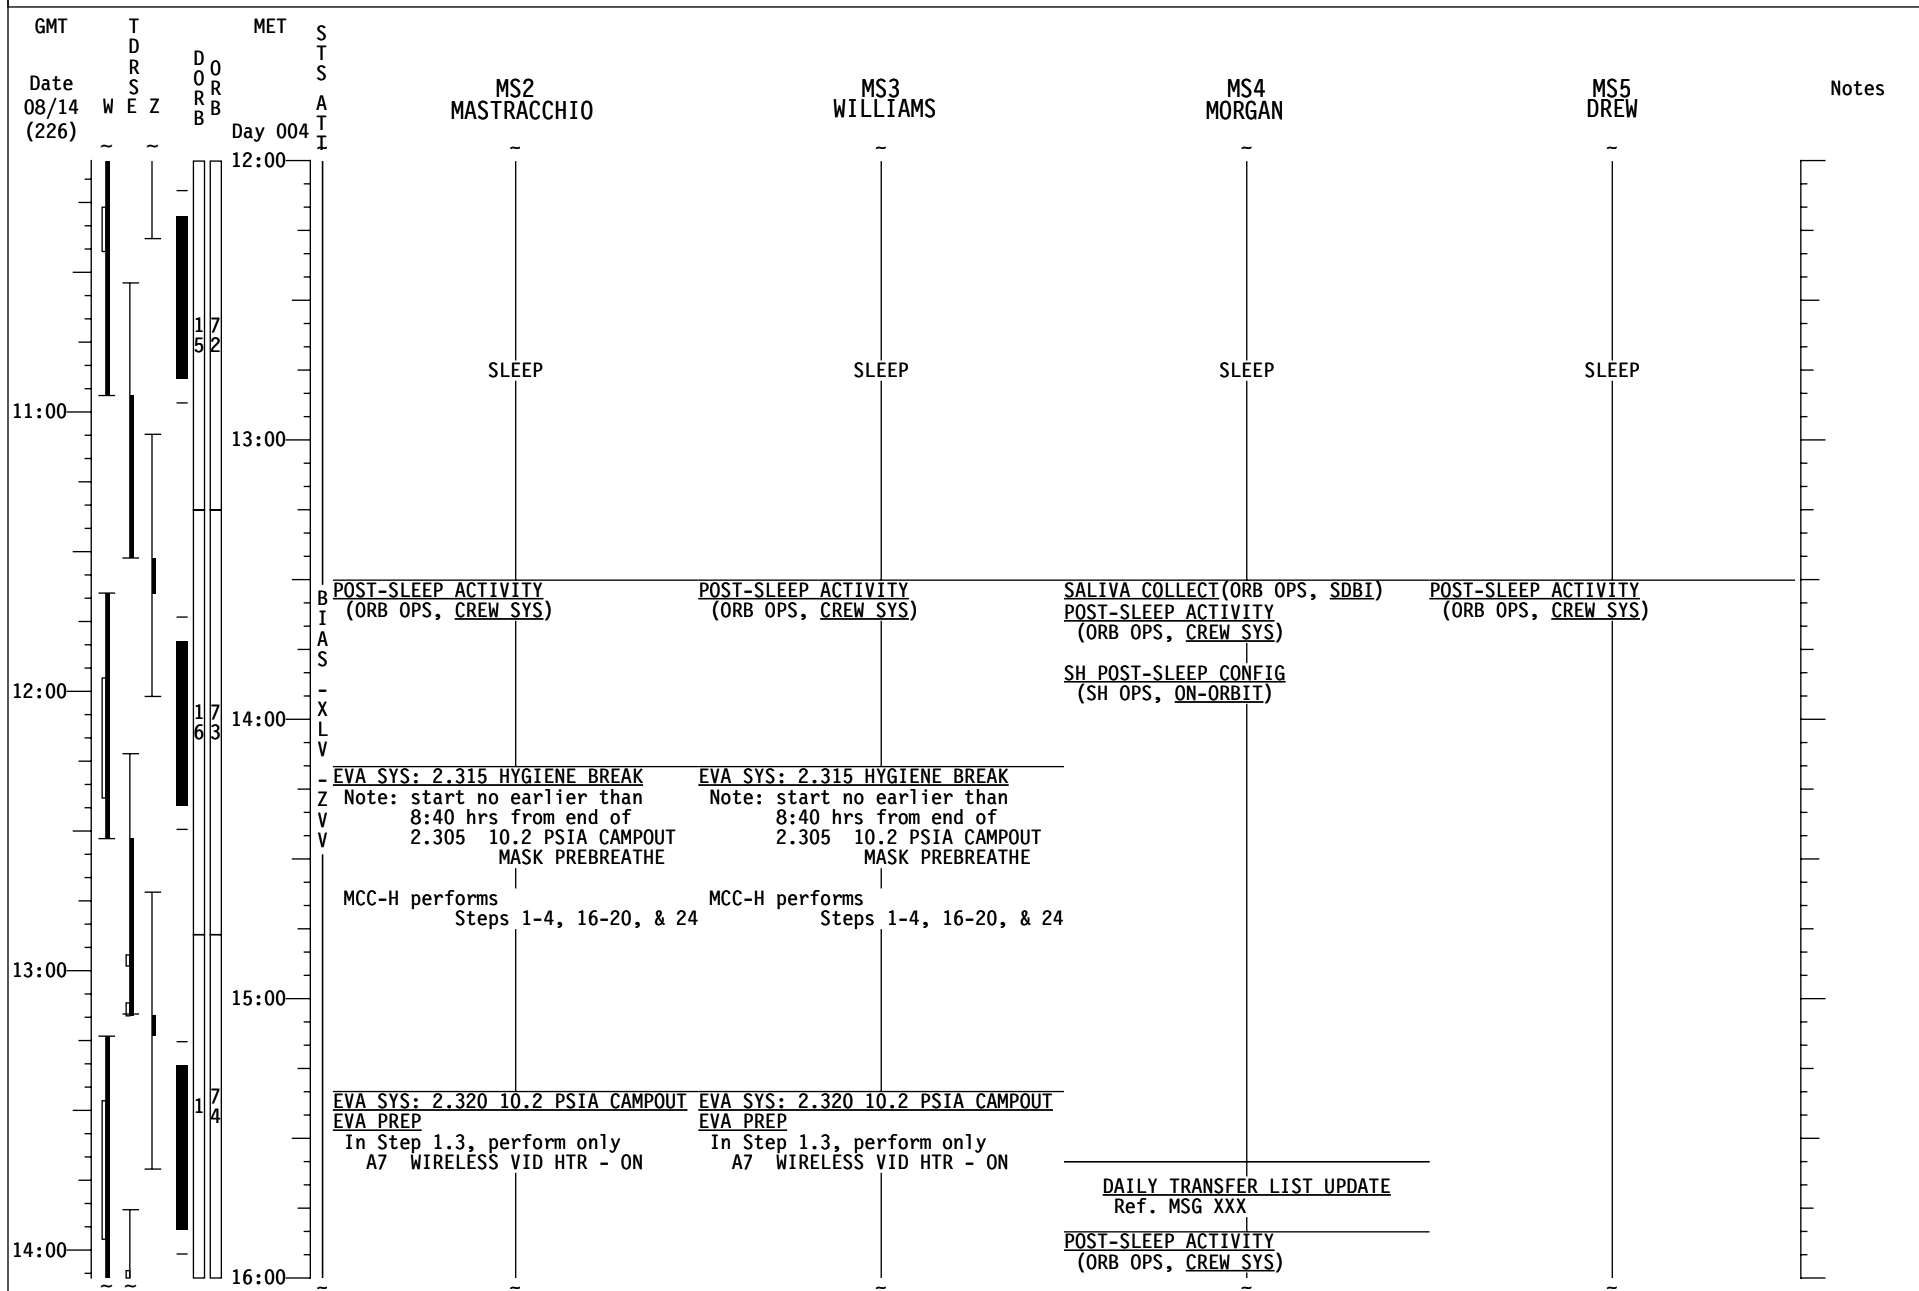 GMT
TDRS
MET
STS ATT
Date
08/14
(226)
W E Z
DORB
ORB
Day 004
MS2
MASTRACCHIO
MS3
WILLIAMS
MS4
MORGAN
MS5
DREW
Notes
~ ~ ~ ~ ~ ~
12:00
15
72
SLEEP SLEEP SLEEP SLEEP
11:00
13:00
BIAS -XLV -ZVV
POST-SLEEP ACTIVITY
(ORB OPS, CREW SYS)
POST-SLEEP ACTIVITY
(ORB OPS, CREW SYS)
SALIVA COLLECT(ORB OPS, SDBI)
POST-SLEEP ACTIVITY
(ORB OPS, CREW SYS)
SH POST-SLEEP CONFIG
(SH OPS, ON-ORBIT)
POST-SLEEP ACTIVITY
(ORB OPS, CREW SYS)
12:00
16
73
14:00
EVA SYS: 2.315 HYGIENE BREAK
Note: start no earlier than
8:40 hrs from end of
2.305 10.2 PSIA CAMPOUT
MASK PREBREATHE
MCC-H performs
Steps 1-4, 16-20, & 24
EVA SYS: 2.315 HYGIENE BREAK
Note: start no earlier than
8:40 hrs from end of
2.305 10.2 PSIA CAMPOUT
MASK PREBREATHE
MCC-H performs
Steps 1-4, 16-20, & 24
13:00
15:00
1
74
EVA SYS: 2.320 10.2 PSIA CAMPOUT
EVA PREP
In Step 1.3, perform only
A7 WIRELESS VID HTR - ON
EVA SYS: 2.320 10.2 PSIA CAMPOUT
EVA PREP
In Step 1.3, perform only
A7 WIRELESS VID HTR - ON
DAILY TRANSFER LIST UPDATE
Ref. MSG XXX
POST-SLEEP ACTIVITY
(ORB OPS, CREW SYS)
14:00
16:00
~ ~ ~ ~ ~ ~ ~